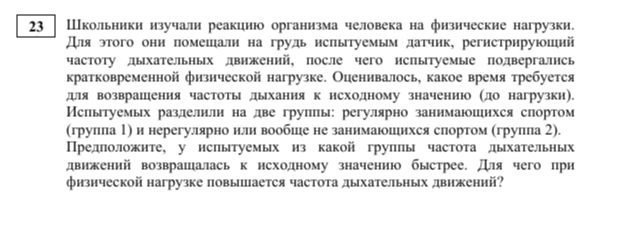 23 Школьники изучали реакцию организма человека на физические нагрузки.
Для этого они помещали на грудь испытуемым датчик, регистрирующий
частоту дыхательных движений, после чего испытуемые подвергались
кратковременной физической нагрузке. Оценивалось, какое время требуется
для возвращения частоты дыхания к исходному значению (до нагрузки).
Испытуемых разделили на две группы: регулярно занимающихся спортом
(группа 1) и нерегулярно или вообще не занимающихся спортом (группа 2).
Предположите, у испытуемых из какой группы частота дыхательных
движений возвращалась к исходному значению быстрее. Для чего при
физической нагрузке повышается частота дыхательных движений?